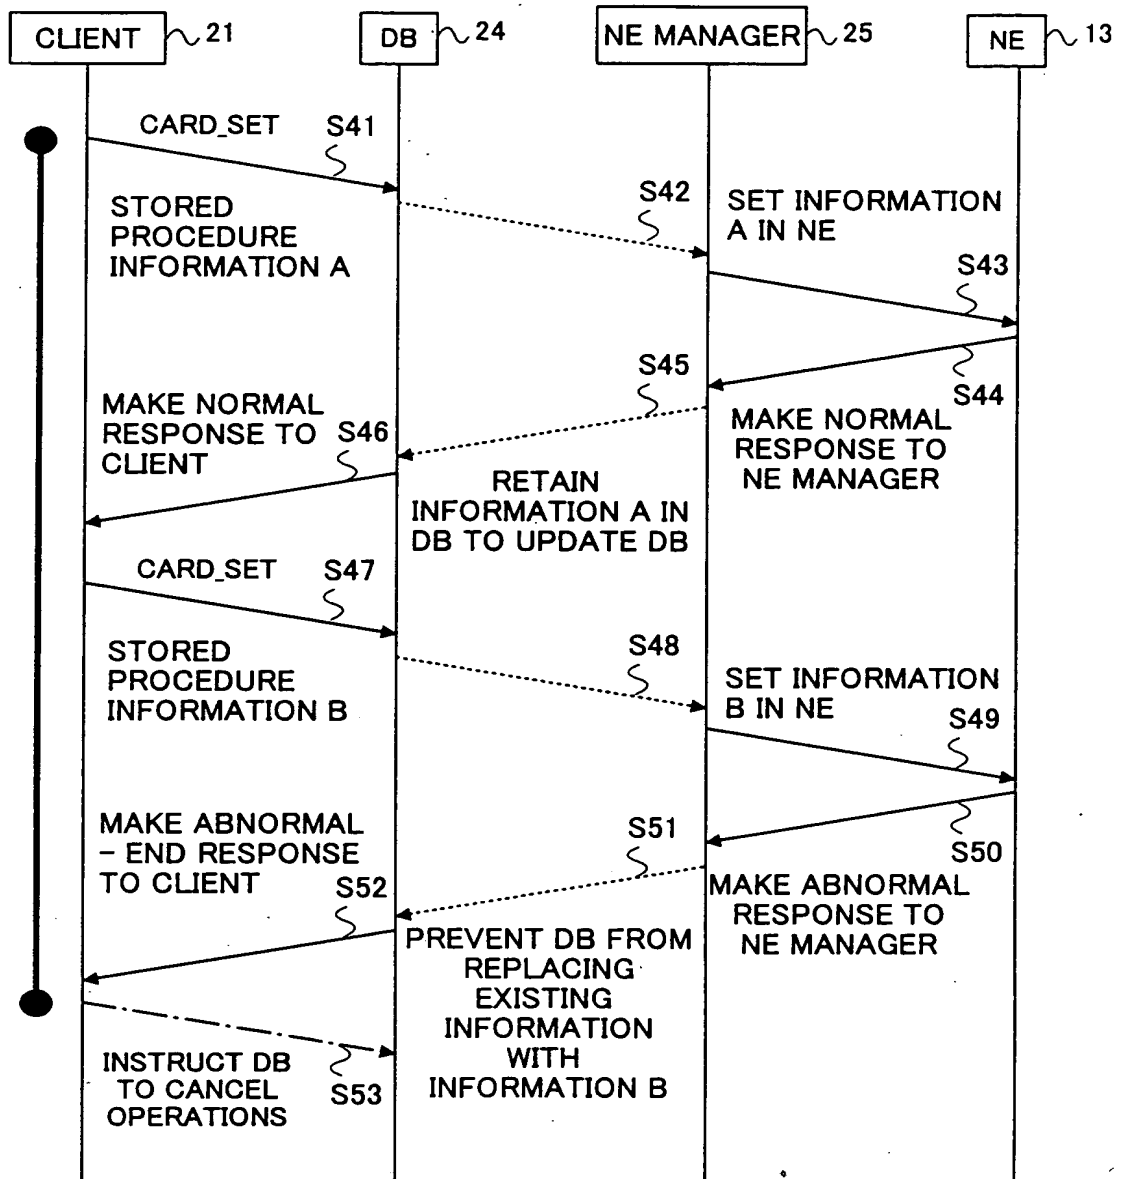 CLIENT 21
DB 24
NE MANAGER 25
NE 13
CARD_SET
S41
STORED
PROCEDURE
INFORMATION A
S42
SET INFORMATION
A IN NE
S43
S44
MAKE NORMAL
RESPONSE TO
NE MANAGER
S45
RETAIN
INFORMATION A IN
DB TO UPDATE DB
MAKE NORMAL
RESPONSE TO
CLIENT
S46
CARD_SET
S47
STORED
PROCEDURE
INFORMATION B
S48
SET INFORMATION
B IN NE
S49
S50
MAKE ABNORMAL
RESPONSE TO
NE MANAGER
S51
PREVENT DB FROM
REPLACING
EXISTING
INFORMATION
WITH
INFORMATION B
MAKE ABNORMAL
- END RESPONSE
TO CLIENT
S52
INSTRUCT DB
TO CANCEL
OPERATIONS
S53